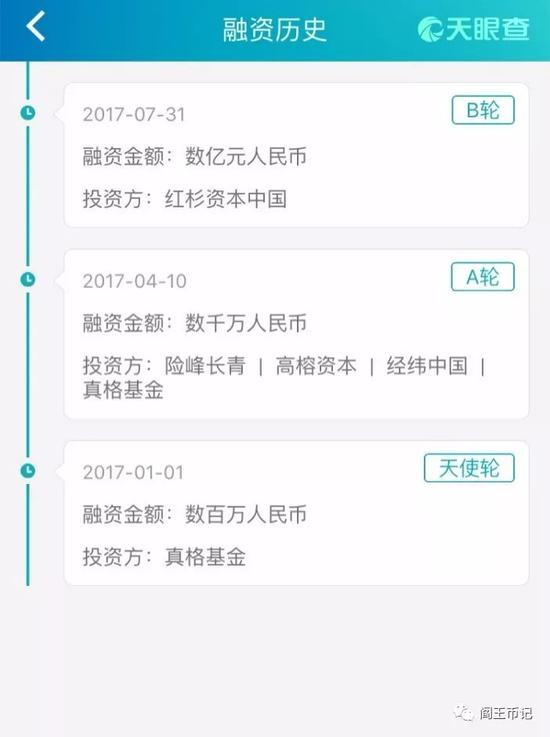 融资历史
天眼查
2017-07-31
B轮
融资金额：数亿元人民币
投资方：红杉资本中国
2017-04-10
A轮
融资金额：数千万人民币
投资方：险峰长青 | 高榕资本 | 经纬中国 |
真格基金
2017-01-01
天使轮
融资金额：数百万人民币
投资方：真格基金
阎王币记